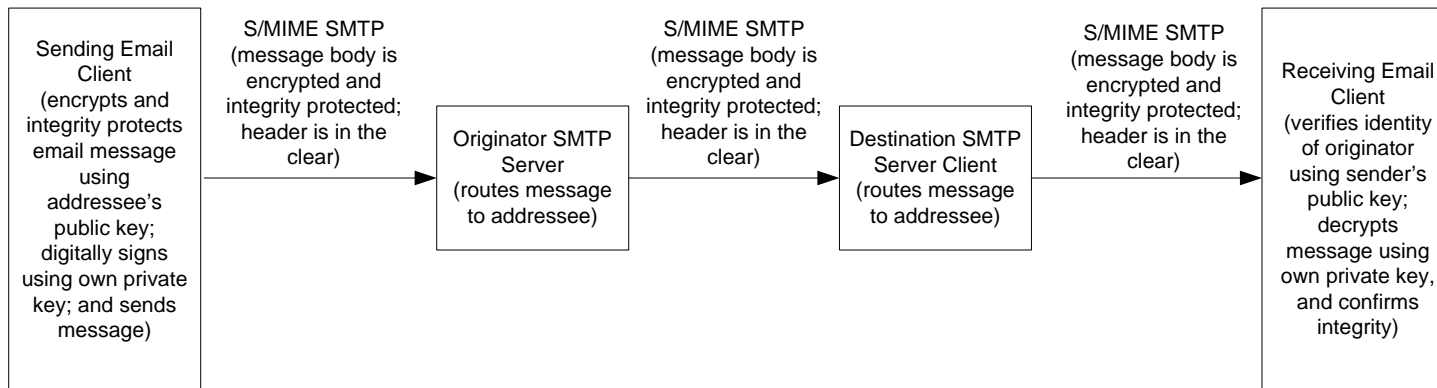 Sending Email
Client
(encrypts and
integrity protects
email message
using
addressee's
public key;
digitally signs
using own private
key; and sends
message)
S/MIME SMTP
(message body is
encrypted and
integrity protected;
header is in the
clear)
Originator SMTP
Server
(routes message
to addressee)
S/MIME SMTP
(message body is
encrypted and
integrity protected;
header is in the
clear)
Destination SMTP
Server Client
(routes message
to addressee)
S/MIME SMTP
(message body is
encrypted and
integrity protected;
header is in the
clear)
Receiving Email
Client
(verifies identity
of originator
using sender's
public key;
decrypts
message using
own private key,
and confirms
integrity)